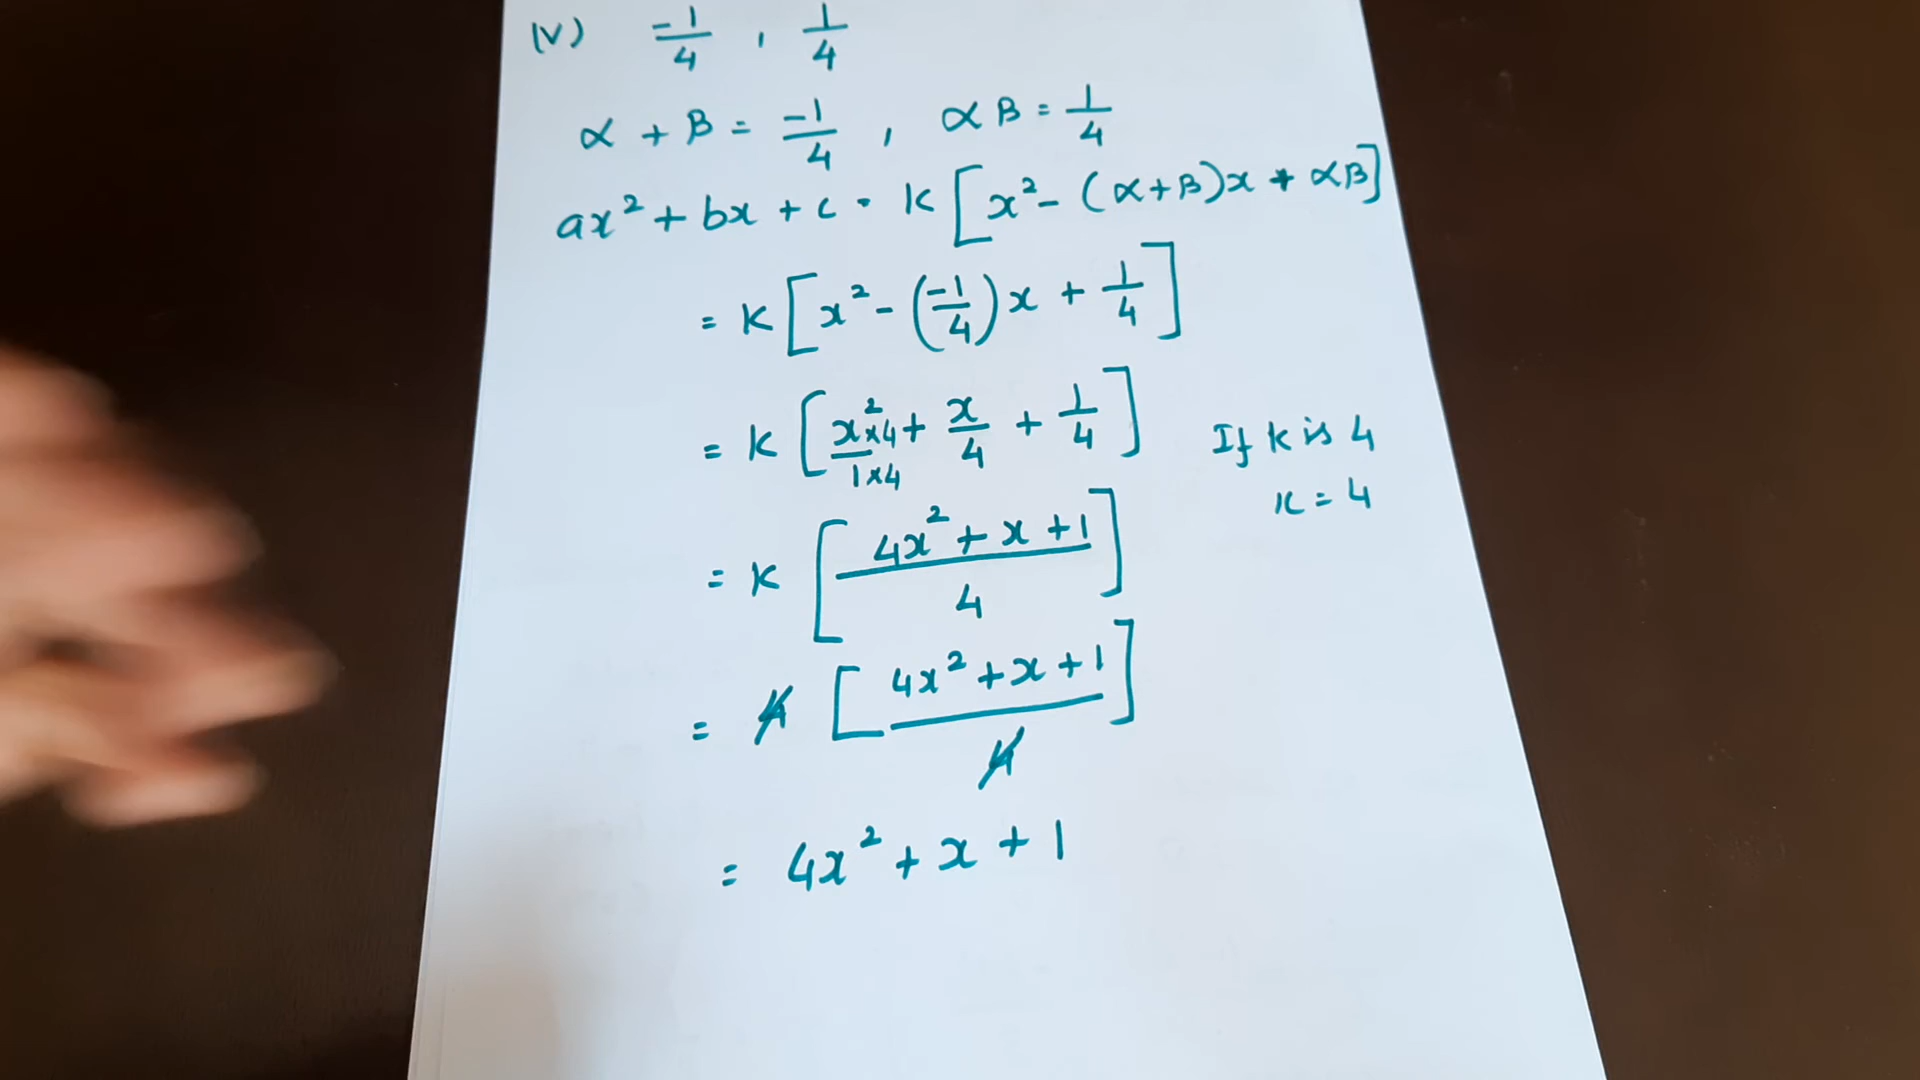 (V) -1/4 , 1/4
α + β = -1/4 , αβ = 1/4
ax² + bx + c = K [x² - (α+β)x + αβ]
= K [x² - (-1/4)x + 1/4]
= K [x²×4/1×4 + x/4 + 1/4]
If K is 4
K = 4
= K [4x² + x + 1/4]
= 4 [4x² + x + 1/4]
= 4x² + x + 1